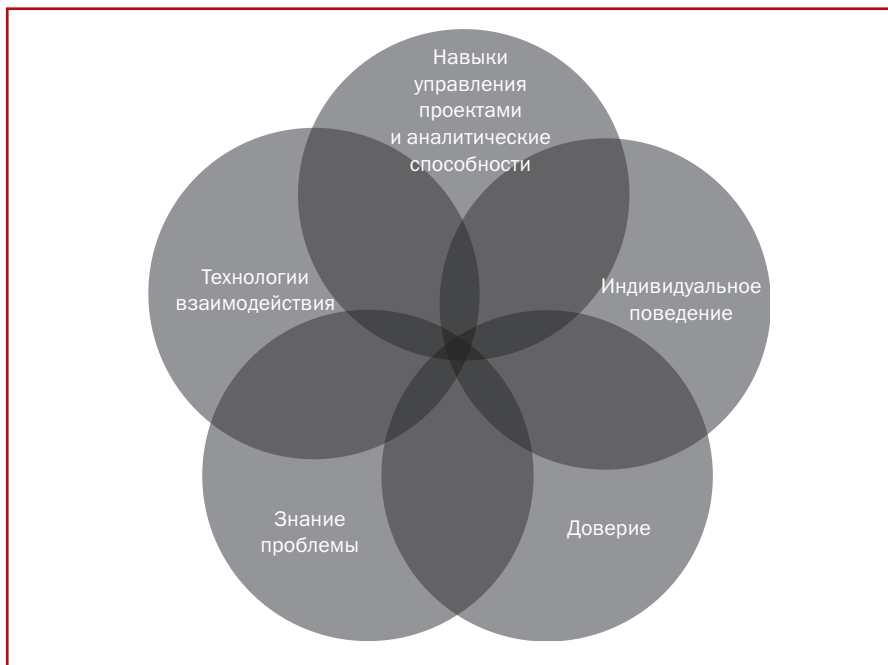 Навыки
управления
проектами
и аналитические
способности
Технологии
взаимодействия
Индивидуальное
поведение
Знание
проблемы
Доверие